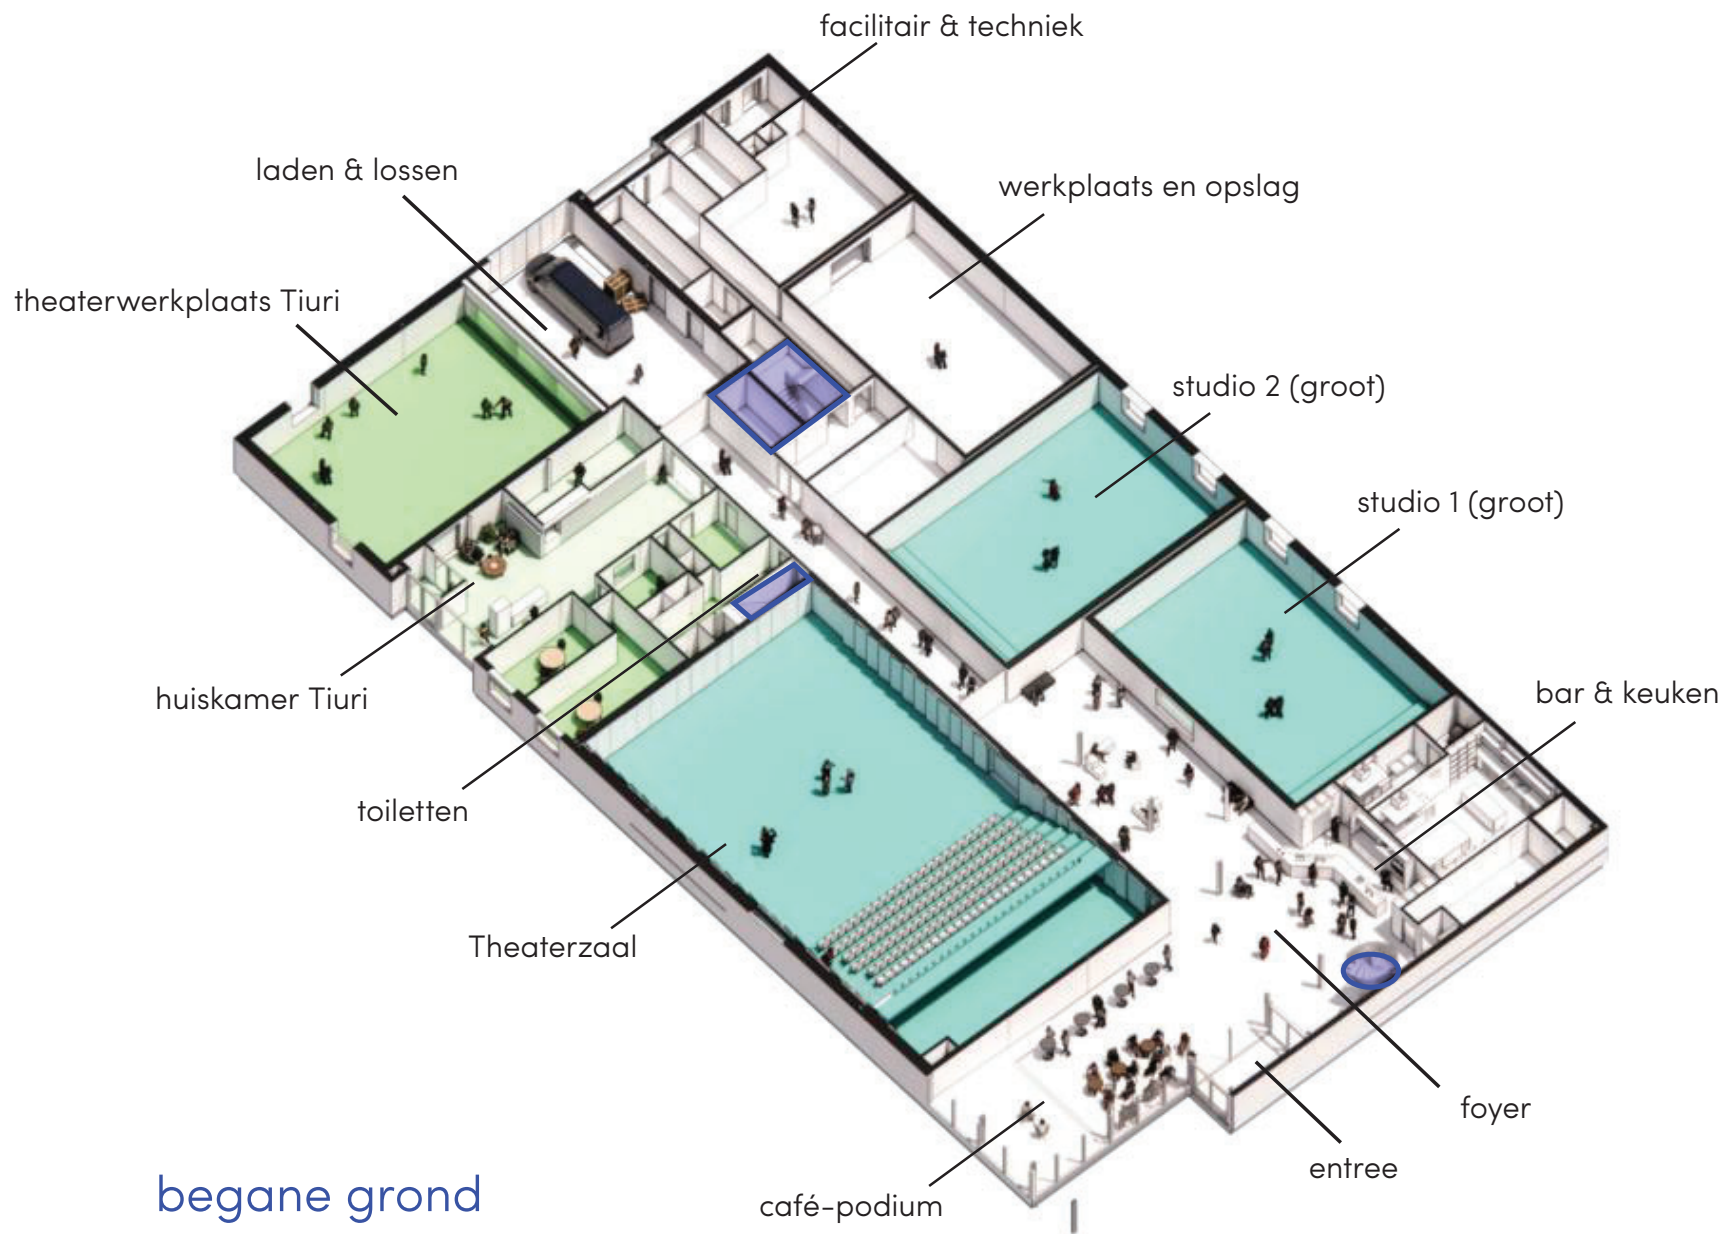 facilitair & techniek
laden & lossen
werkplaats en opslag
theaterwerkplaats Tiuri
studio 2 (groot)
studio 1 (groot)
huiskamer Tiuri
bar & keuken
toiletten
Theaterzaal
foyer
entree
café-podium
begane grond